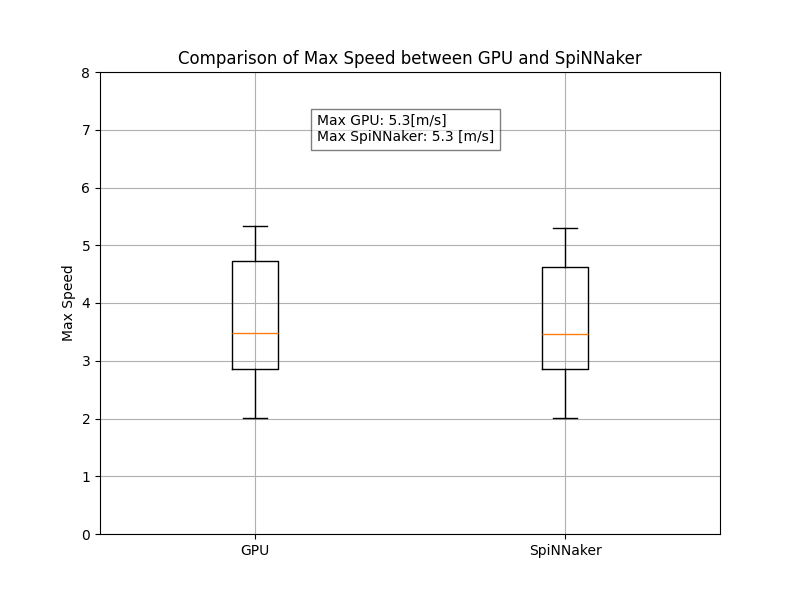 Comparison of Max Speed between GPU and SpiNNaker
8
Max GPU: 5.3[m/s]
Max SpiNNaker: 5.3 [m/s]
7
6
5
4
3
2
1
0
Max Speed
GPU
SpiNNaker